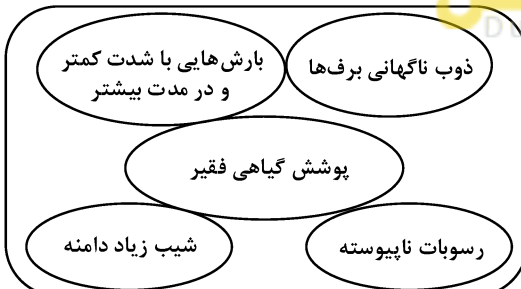 ذوب ناگهانی برف‌ها
بارش‌هایی با شدت کمتر
و در مدت بیشتر
پوشش گیاهی فقیر
رسوبات ناپیوسته
شیب زیاد دامنه